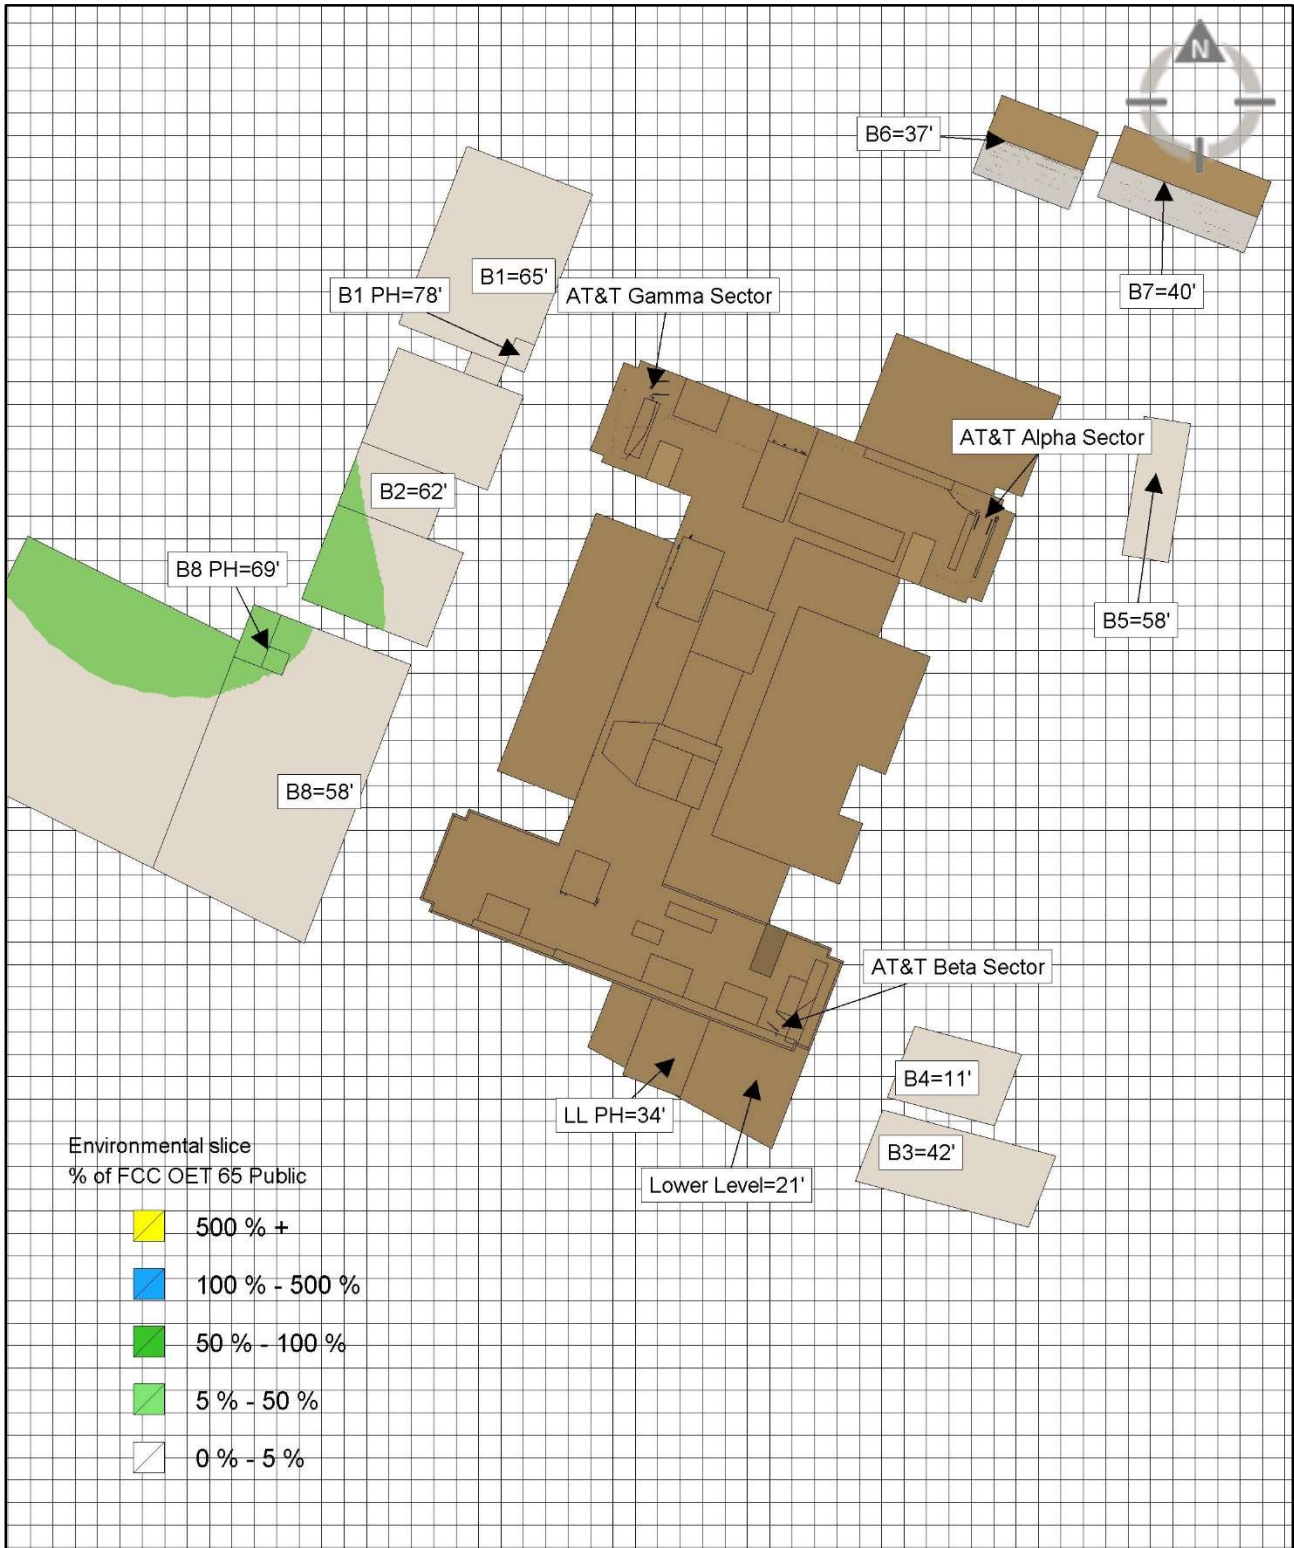 N
B6=37'
B7=40'
B1=65'
B1 PH=78'
AT&T Gamma Sector
AT&T Alpha Sector
B2=62'
B8 PH=69'
B5=58'
B8=58'
AT&T Beta Sector
B4=11'
LL PH=34'
B3=42'
Lower Level=21'
Environmental slice
% of FCC OET 65 Public
500 % +
100 % - 500 %
50 % - 100 %
5 % - 50 %
0 % - 5 %